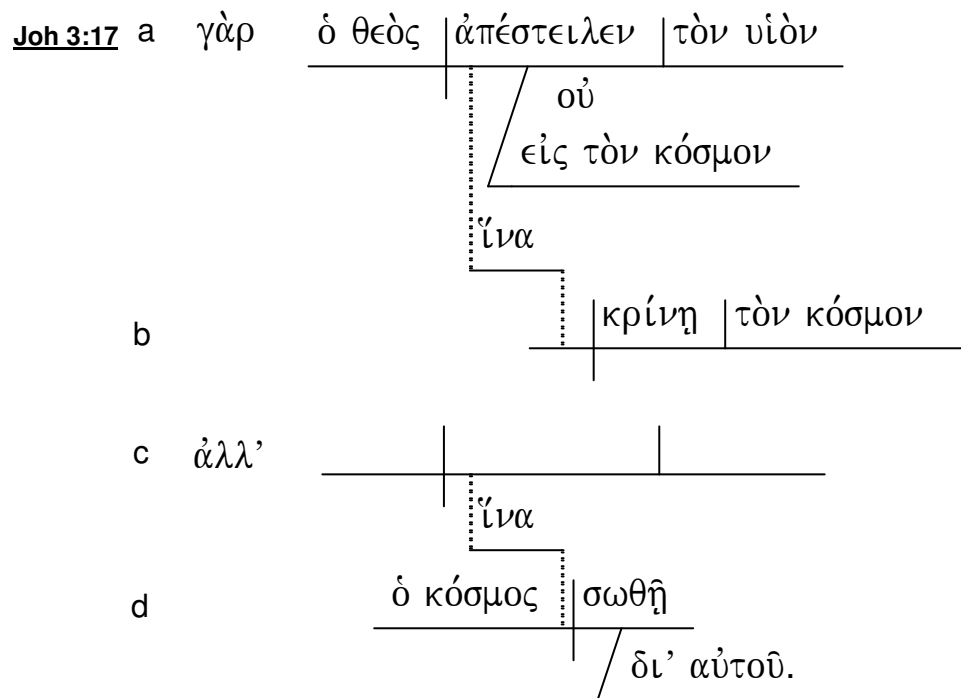 Joh 3:17 a γὰρ ὁ θεὸς ἀπέστειλεν τὸν υἱὸν
οὐ
εἰς τὸν κόσμον
ἵνα
b κρίνῃ τὸν κόσμον
c ἀλλ’
ἵνα
d ὁ κόσμος σωθῇ
δι’ αὐτοῦ.